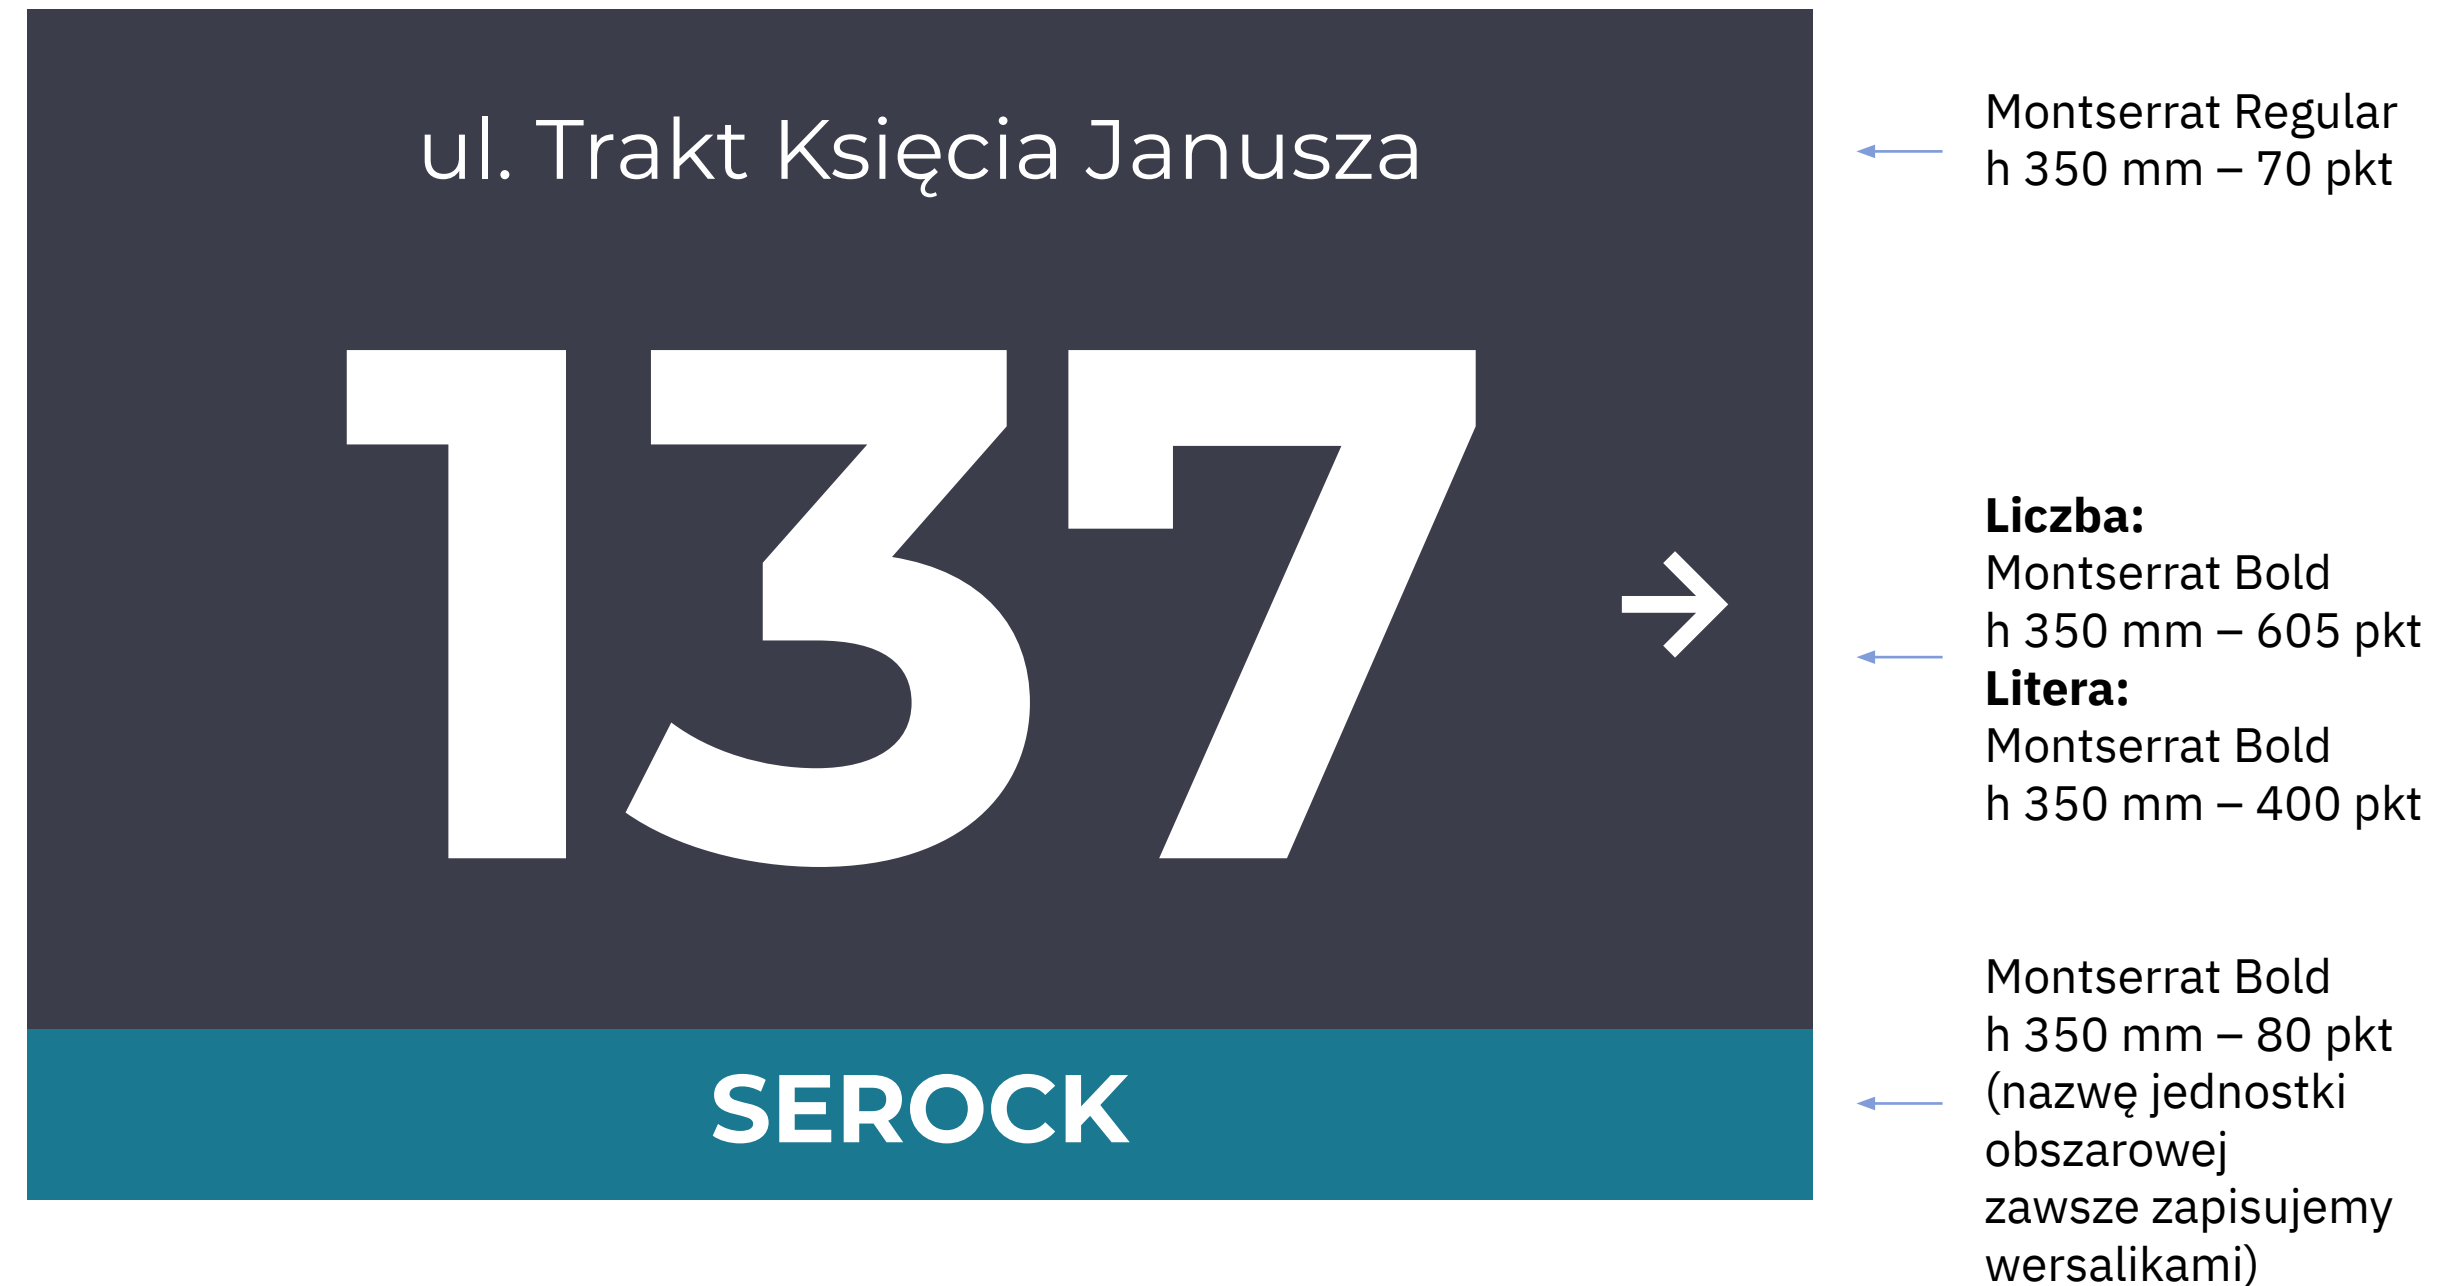 ul. Trakt Księcia Janusza
137 →
SEROCK
Montserrat Regular
h 350 mm – 70 pkt
Liczba:
Montserrat Bold
h 350 mm – 605 pkt
Litera:
Montserrat Bold
h 350 mm – 400 pkt
Montserrat Bold
h 350 mm – 80 pkt
(nazwę jednostki
obszarowej
zawsze zapisujemy
wersalikami)